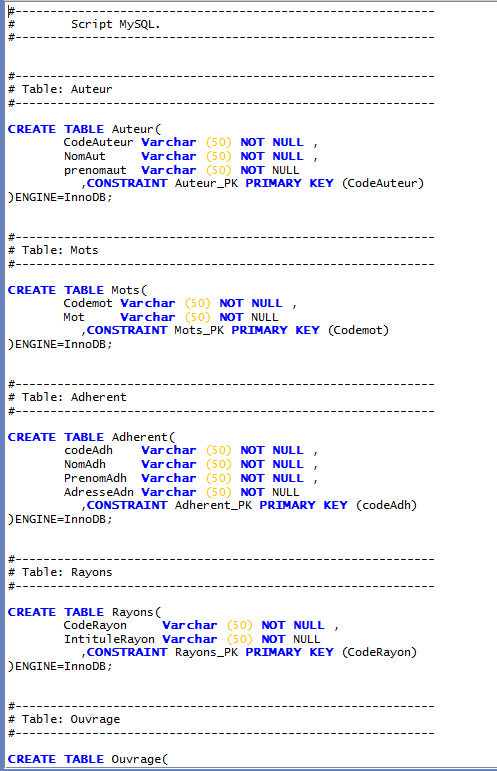 #------------------------------------------------------------
#        Script MySQL.
#------------------------------------------------------------
#------------------------------------------------------------
# Table: Auteur
#------------------------------------------------------------
CREATE TABLE Auteur(
        CodeAuteur Varchar (50) NOT NULL ,
        NomAut     Varchar (50) NOT NULL ,
        prenomaut  Varchar (50) NOT NULL
	,CONSTRAINT Auteur_PK PRIMARY KEY (CodeAuteur)
)ENGINE=InnoDB;
#------------------------------------------------------------
# Table: Mots
#------------------------------------------------------------
CREATE TABLE Mots(
        Codemot Varchar (50) NOT NULL ,
        Mot     Varchar (50) NOT NULL
	,CONSTRAINT Mots_PK PRIMARY KEY (Codemot)
)ENGINE=InnoDB;
#------------------------------------------------------------
# Table: Adherent
#------------------------------------------------------------
CREATE TABLE Adherent(
        codeAdh    Varchar (50) NOT NULL ,
        NomAdh     Varchar (50) NOT NULL ,
        PrenomAdh  Varchar (50) NOT NULL ,
        AdresseAdn Varchar (50) NOT NULL
	,CONSTRAINT Adherent_PK PRIMARY KEY (codeAdh)
)ENGINE=InnoDB;
#------------------------------------------------------------
# Table: Rayons
#------------------------------------------------------------
CREATE TABLE Rayons(
        CodeRayon     Varchar (50) NOT NULL ,
        IntituleRayon Varchar (50) NOT NULL
	,CONSTRAINT Rayons_PK PRIMARY KEY (CodeRayon)
)ENGINE=InnoDB;
#------------------------------------------------------------
# Table: Ouvrage
#------------------------------------------------------------
CREATE TABLE Ouvrage(